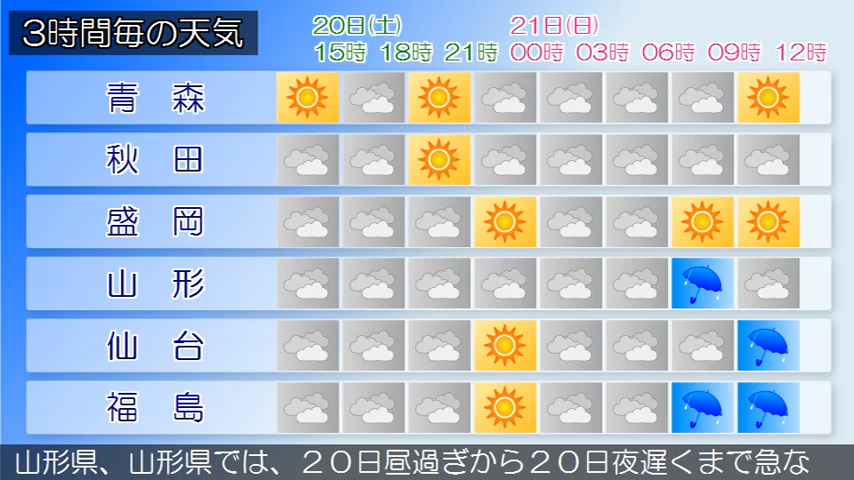 3時間毎の天気
20日(土) 21日(日)
15時 18時 21時 00時 03時 06時 09時 12時
青森
秋田
盛岡
山形
仙台
福島
山形県、山形県では、２０日昼過ぎから２０日夜遅くまで急な